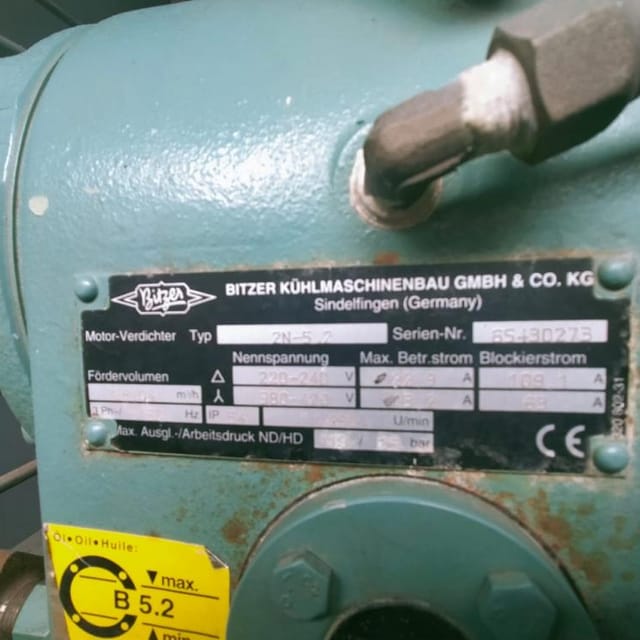 Bitzer BITZER KÜHLMASCHINENBAU GMBH & CO. KG
Sindelfingen (Germany)
Motor-Verdichter Typ 2N-5.2 Serien-Nr.
Nennspannung Max. Betr.strom Blockierstrom
Fördervolumen Δ 220-240 V A A
m³/h V A A
3Ph Hz IP U/min
Max. Ausgl.-/Arbeitsdruck ND/HD bar CE
Öl•Oil•Huile:
max.
B 5.2
min